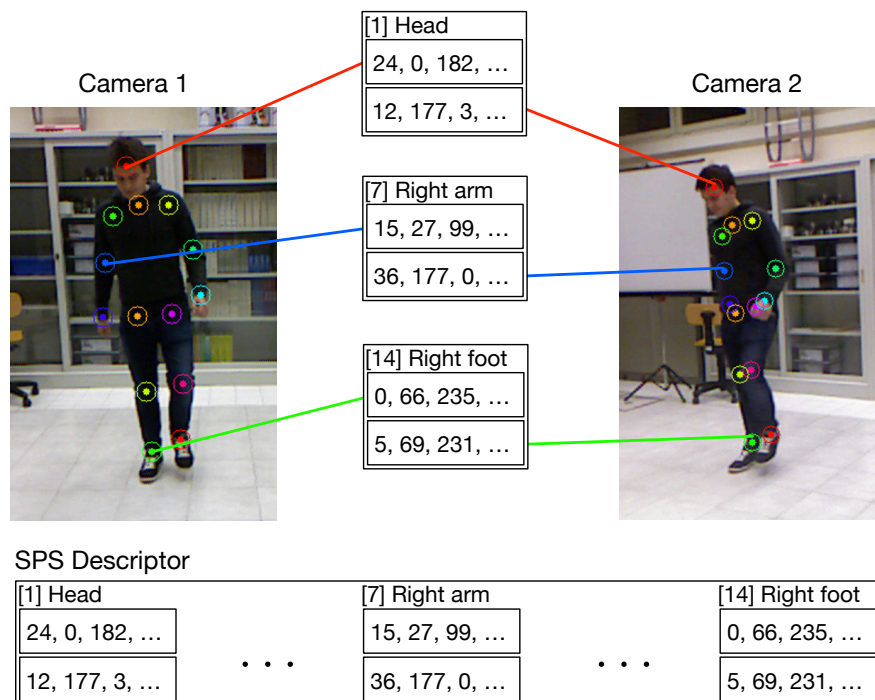 [1] Head
24, 0, 182, …
12, 177, 3, …
Camera 1
Camera 2
[7] Right arm
15, 27, 99, …
36, 177, 0, …
[14] Right foot
0, 66, 235, …
5, 69, 231, …
SPS Descriptor
[1] Head [7] Right arm [14] Right foot
24, 0, 182, … 15, 27, 99, … 0, 66, 235, …
12, 177, 3, … . . . 36, 177, 0, … . . . 5, 69, 231, …